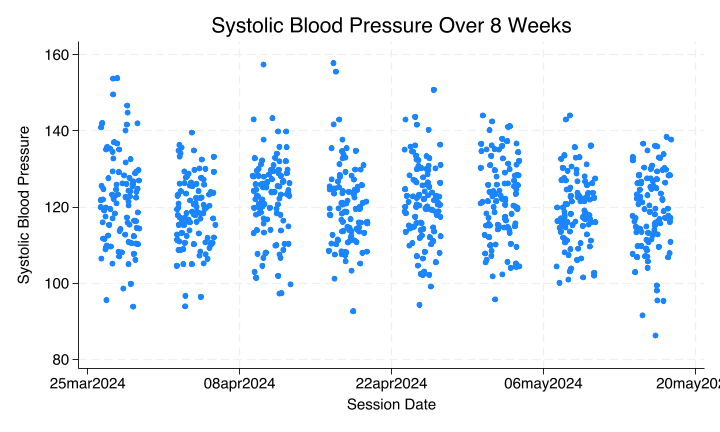 Systolic Blood Pressure Over 8 Weeks
160
140
120
100
80
Systolic Blood Pressure
25mar2024 08apr2024 22apr2024 06may2024 20may202
Session Date